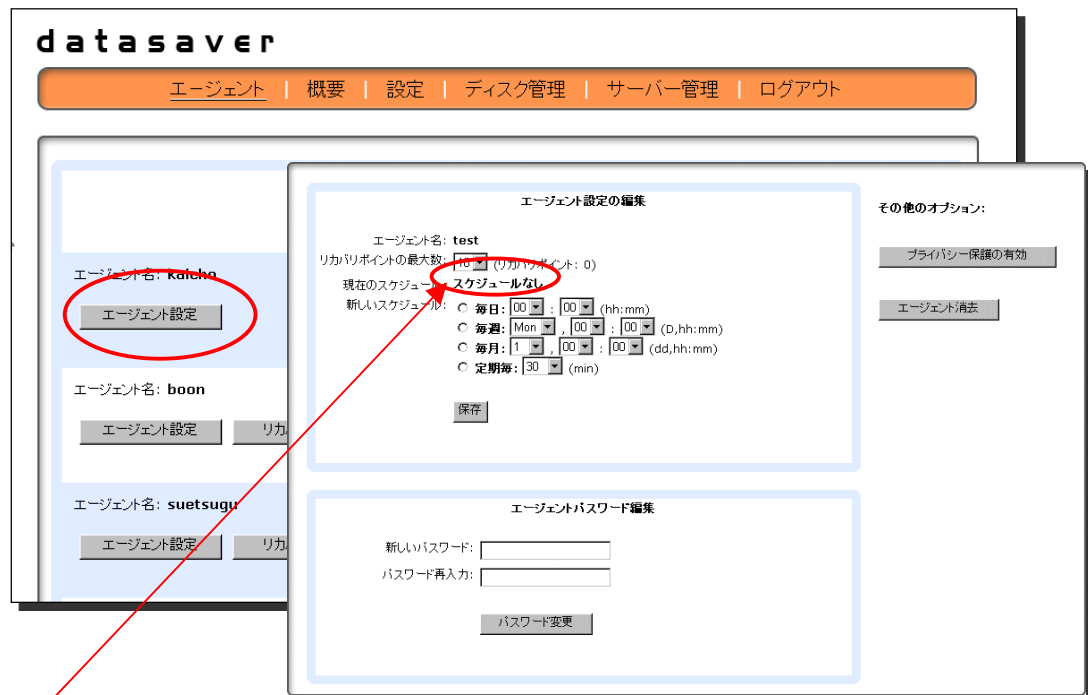 datasaver
エージェント | 概要 | 設定 | ディスク管理 | サーバー管理 | ログアウト
エージェント名: kaicho
エージェント設定
エージェント名: boon
エージェント設定 リカ
エージェント名: suetsugu
エージェント設定 リカ
エージェント設定の編集
エージェント名: test
リカバリポイントの最大数: 10 (リカバリポイント: 0)
現在のスケジュール: スケジュールなし
新しいスケジュール: 毎日: 00 : 00 (hh:mm)
毎週: Mon , 00 : 00 (D,hh:mm)
毎月: 1 , 00 : 00 (dd,hh:mm)
定期毎: 30 (min)
保存
エージェントパスワード編集
新しいパスワード:
パスワード再入力:
パスワード変更
その他のオプション:
プライバシー保護の有効
エージェント消去